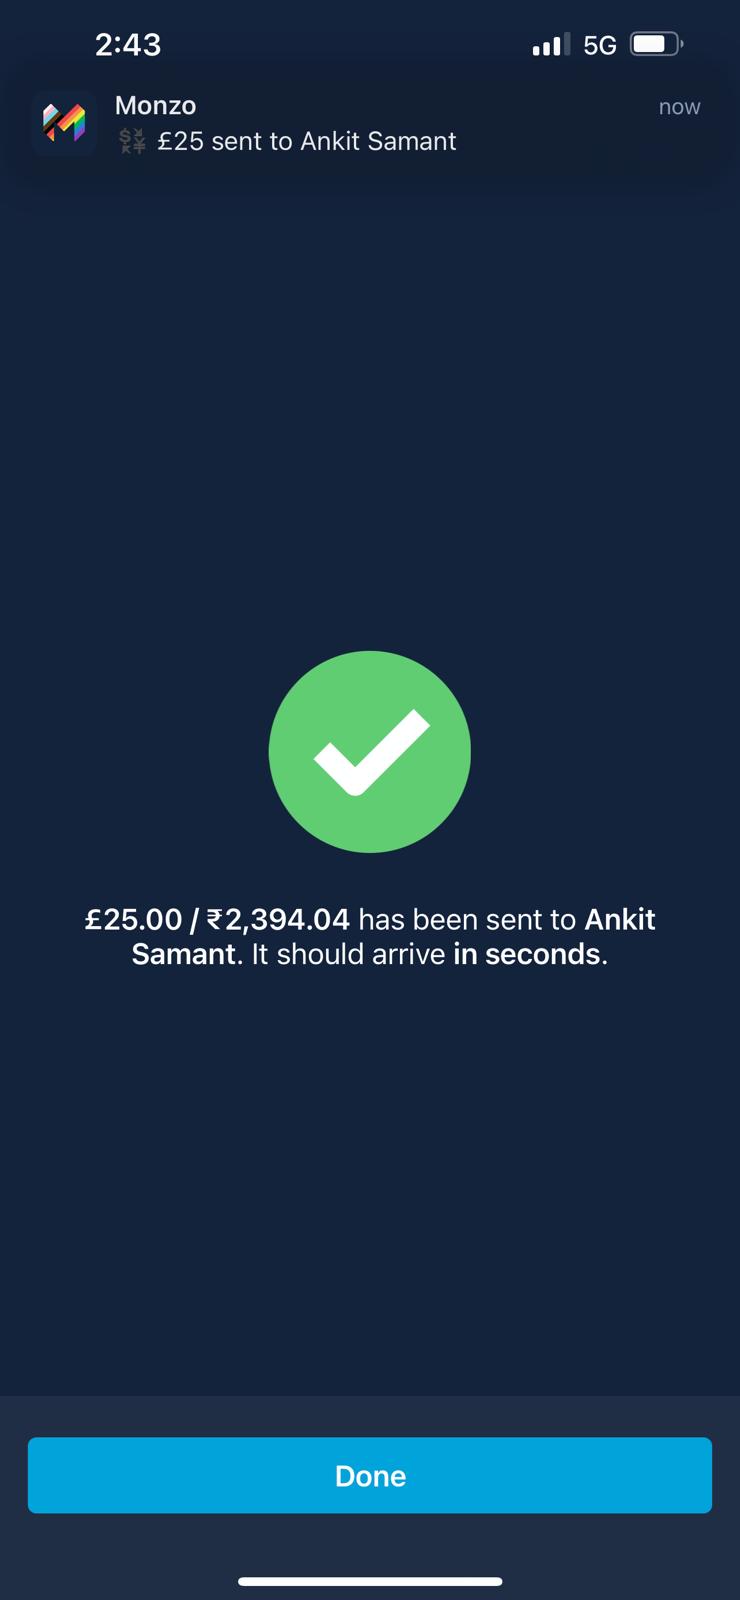 2:43
5G
Monzo
now
£25 sent to Ankit Samant
£25.00 / ₹2,394.04 has been sent to Ankit
Samant. It should arrive in seconds.
Done